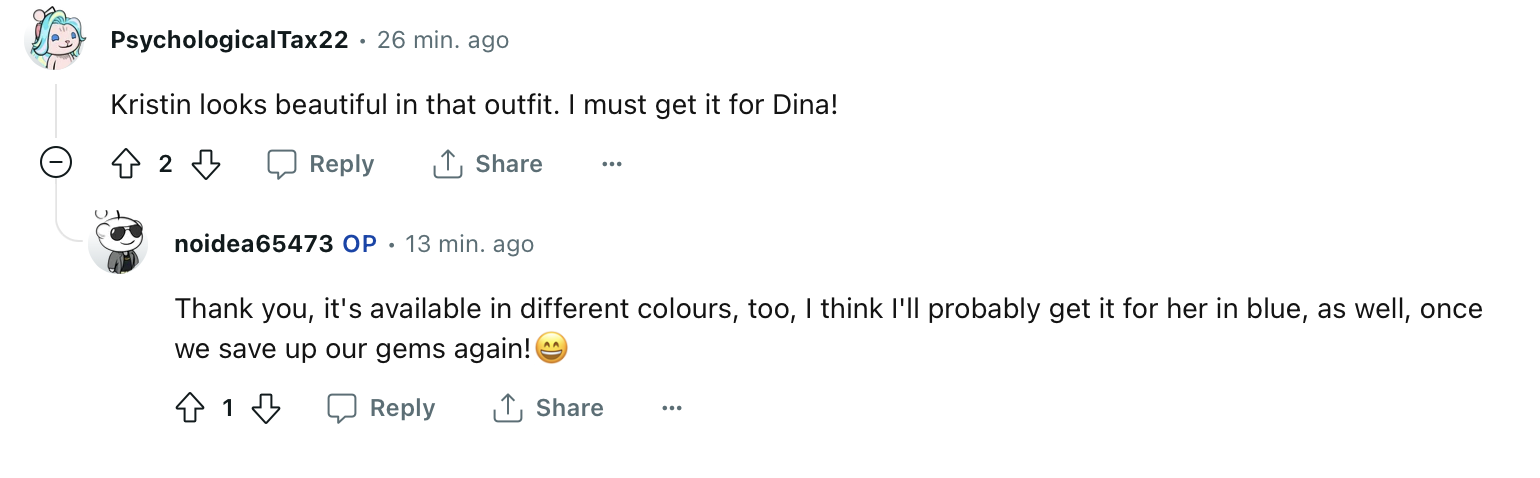 PsychologicalTax22 • 26 min. ago
Kristin looks beautiful in that outfit. I must get it for Dina!
2 Reply Share ...
noidea65473 OP • 13 min. ago
Thank you, it's available in different colours, too, I think I'll probably get it for her in blue, as well, once
we save up our gems again!😄
1 Reply Share ...